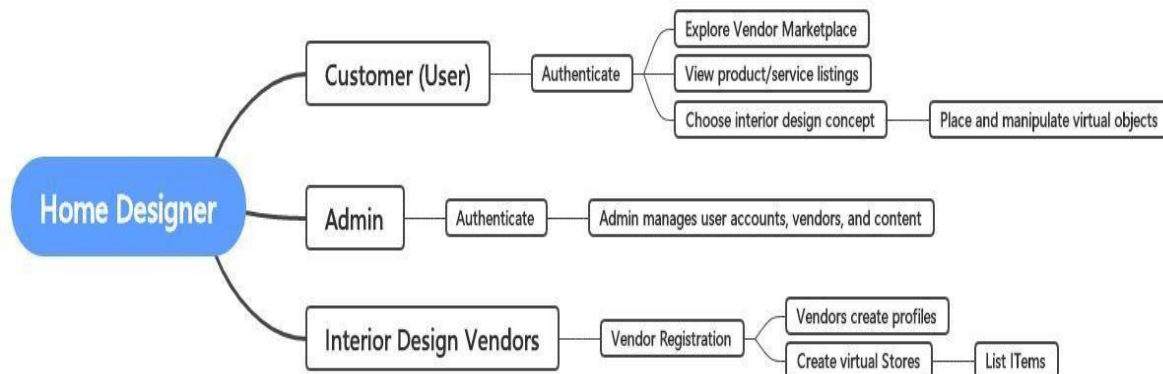 Home Designer
Customer (User)
Authenticate
Explore Vendor Marketplace
View product/service listings
Choose interior design concept
Place and manipulate virtual objects
Admin
Authenticate
Admin manages user accounts, vendors, and content
Interior Design Vendors
Vendor Registration
Vendors create profiles
Create virtual Stores
List ITems